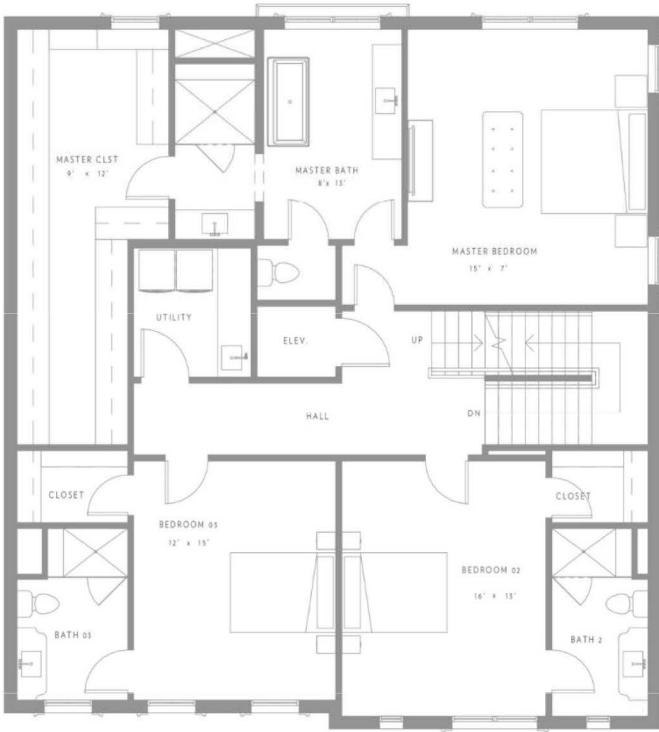 MASTER CLST
9' x 12'
MASTER BATH
8' x 13'
MASTER BEDROOM
15' x 7'
UTILITY
ELEV.
UP
HALL
DN
CLOSET
CLOSET
BEDROOM 03
12' x 15'
BEDROOM 02
16' x 13'
BATH 03
BATH 2